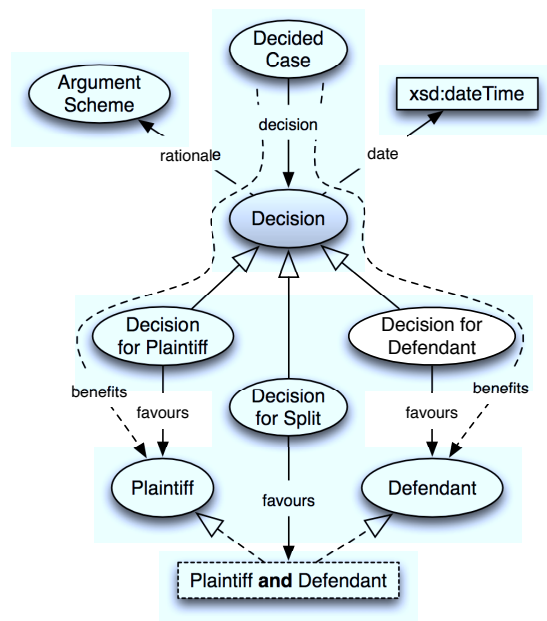 Decided
Case
Argument
Scheme
xsd:dateTime
decision
rationale
date
Decision
Decision
for Plaintiff
Decision for
Defendant
benefits
favours
Decision
for Split
favours
benefits
Plaintiff
favours
Defendant
Plaintiff and Defendant